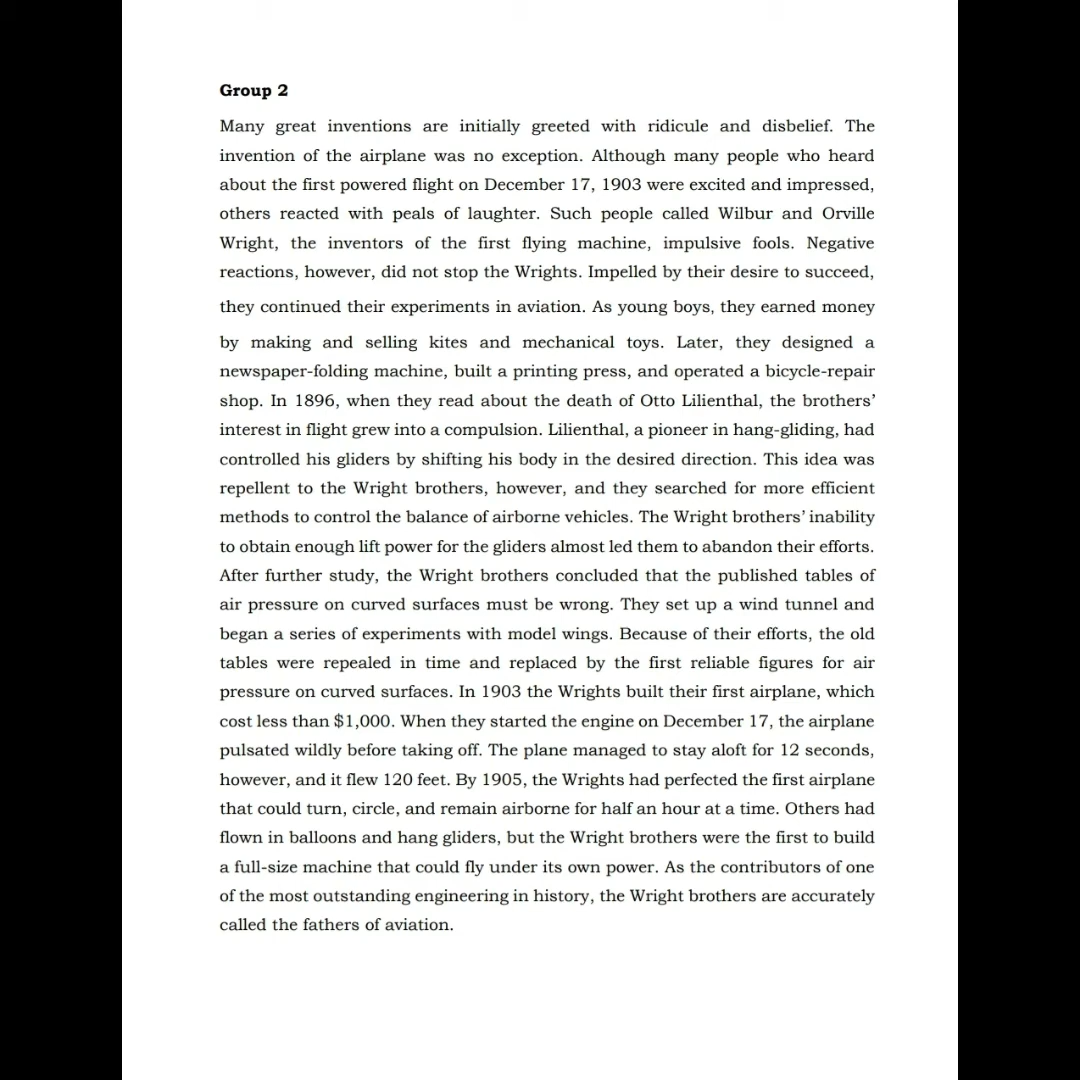 Group 2
Many great inventions are initially greeted with ridicule and disbelief. The
invention of the airplane was no exception. Although many people who heard
about the first powered flight on December 17, 1903 were excited and impressed,
others reacted with peals of laughter. Such people called Wilbur and Orville
Wright, the inventors of the first flying machine, impulsive fools. Negative
reactions, however, did not stop the Wrights. Impelled by their desire to succeed,
they continued their experiments in aviation. As young boys, they earned money
by making and selling kites and mechanical toys. Later, they designed a
newspaper-folding machine, built a printing press, and operated a bicycle-repair
shop. In 1896, when they read about the death of Otto Lilienthal, the brothers’
interest in flight grew into a compulsion. Lilienthal, a pioneer in hang-gliding, had
controlled his gliders by shifting his body in the desired direction. This idea was
repellent to the Wright brothers, however, and they searched for more efficient
methods to control the balance of airborne vehicles. The Wright brothers’ inability
to obtain enough lift power for the gliders almost led them to abandon their efforts.
After further study, the Wright brothers concluded that the published tables of
air pressure on curved surfaces must be wrong. They set up a wind tunnel and
began a series of experiments with model wings. Because of their efforts, the old
tables were repealed in time and replaced by the first reliable figures for air
pressure on curved surfaces. In 1903 the Wrights built their first airplane, which
cost less than $1,000. When they started the engine on December 17, the airplane
pulsated wildly before taking off. The plane managed to stay aloft for 12 seconds,
however, and it flew 120 feet. By 1905, the Wrights had perfected the first airplane
that could turn, circle, and remain airborne for half an hour at a time. Others had
flown in balloons and hang gliders, but the Wright brothers were the first to build
a full-size machine that could fly under its own power. As the contributors of one
of the most outstanding engineering in history, the Wright brothers are accurately
called the fathers of aviation.